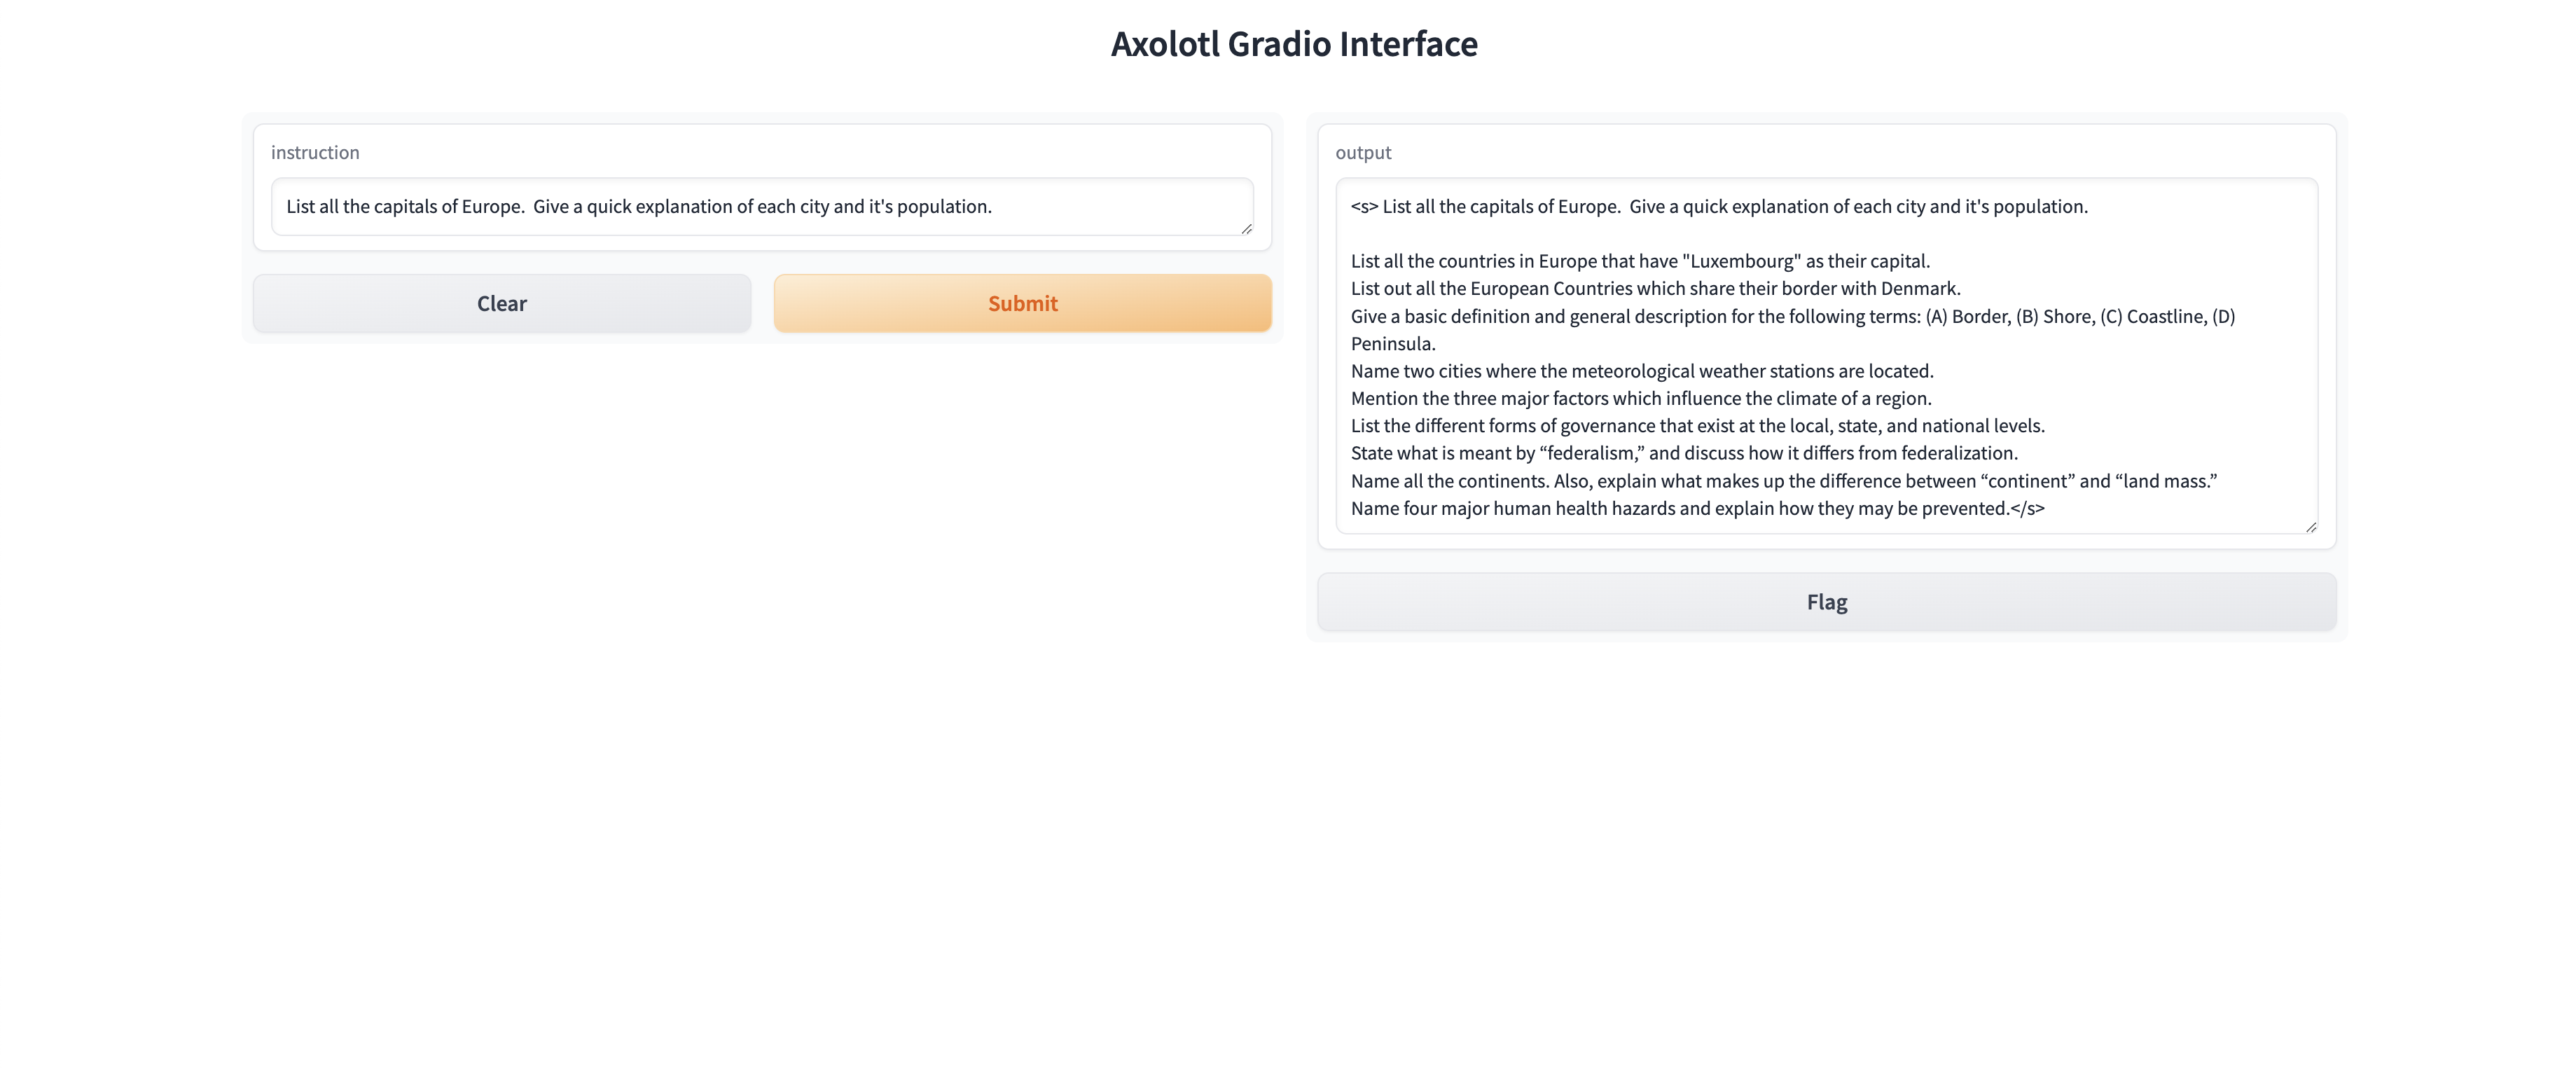 Axolotl Gradio Interface
instruction
List all the capitals of Europe.  Give a quick explanation of each city and it's population.
Clear
Submit
output
<s> List all the capitals of Europe.  Give a quick explanation of each city and it's population.
List all the countries in Europe that have "Luxembourg" as their capital.
List out all the European Countries which share their border with Denmark.
Give a basic definition and general description for the following terms: (A) Border, (B) Shore, (C) Coastline, (D)
Peninsula.
Name two cities where the meteorological weather stations are located.
Mention the three major factors which influence the climate of a region.
List the different forms of governance that exist at the local, state, and national levels.
State what is meant by “federalism,” and discuss how it differs from federalization.
Name all the continents. Also, explain what makes up the difference between “continent” and “land mass.”
Name four major human health hazards and explain how they may be prevented.</s>
Flag